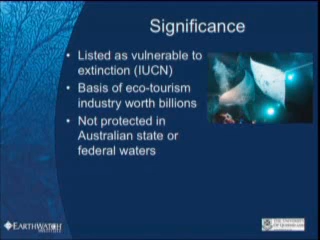 Significance
• Listed as vulnerable to
extinction (IUCN)
• Basis of eco-tourism
industry worth billions
• Not protected in
Australian state or
federal waters
EARTHWATCH